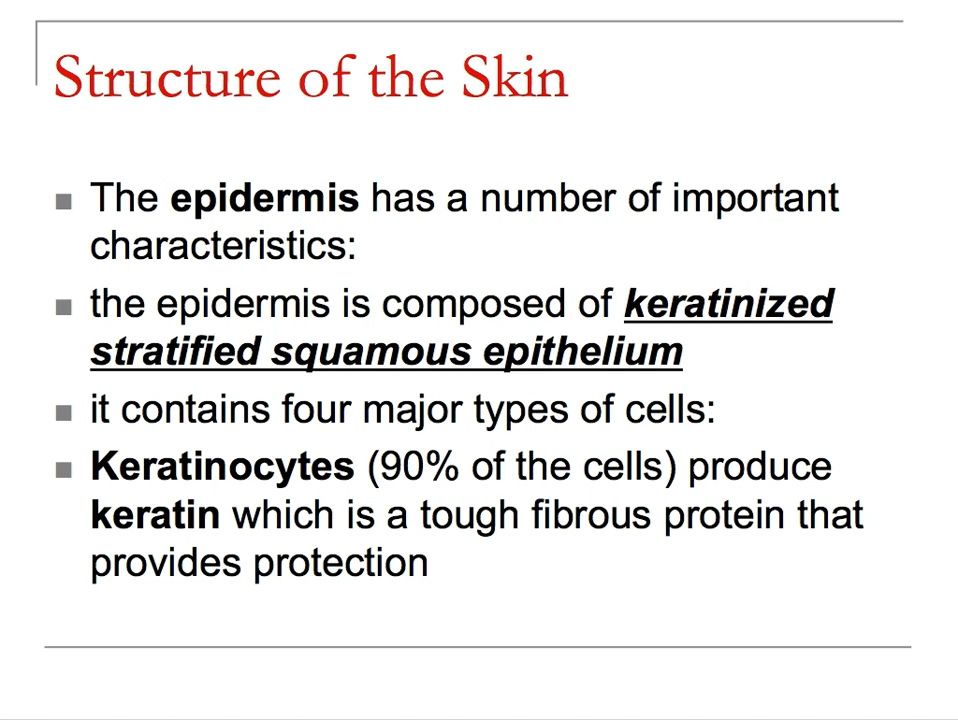 Structure of the Skin
The epidermis has a number of important
characteristics:
the epidermis is composed of keratinized
stratified squamous epithelium
it contains four major types of cells:
Keratinocytes (90% of the cells) produce
keratin which is a tough fibrous protein that
provides protection